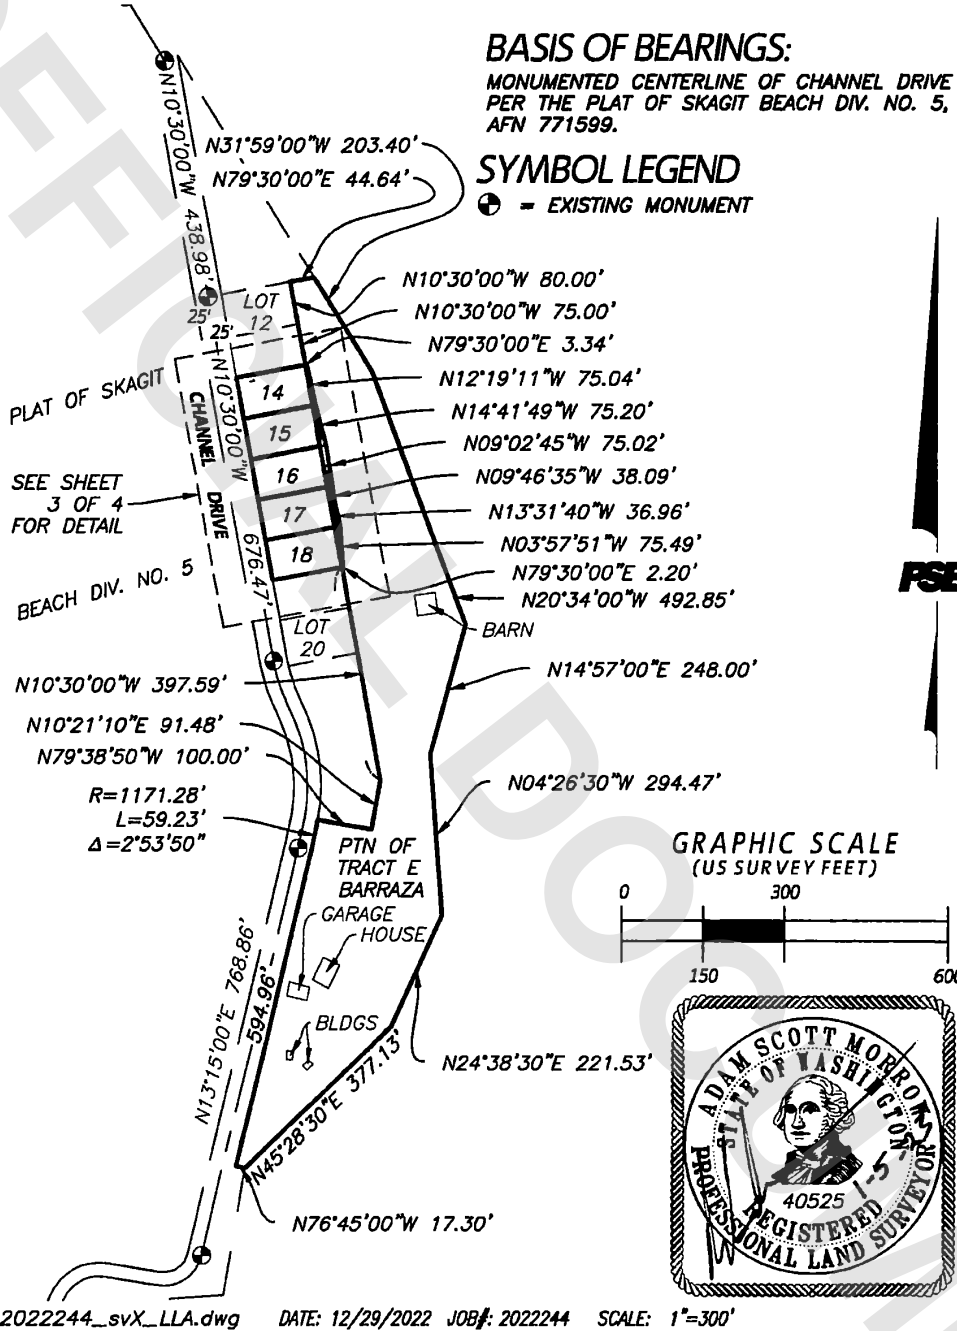 BASIS OF BEARINGS:
MONUMENTED CENTERLINE OF CHANNEL DRIVE
PER THE PLAT OF SKAGIT BEACH DIV. NO. 5,
AFN 771599.
SYMBOL LEGEND
= EXISTING MONUMENT
N10°30'00"W 438.98'
N31°59'00"W 203.40'
N79°30'00"E 44.64'
N10°30'00"W 80.00'
N10°30'00"W 75.00'
N79°30'00"E 3.34'
N12°19'11"W 75.04'
N14°41'49"W 75.20'
N09°02'45"W 75.02'
N09°46'35"W 38.09'
N13°31'40"W 36.96'
N03°57'51"W 75.49'
N79°30'00"E 2.20'
N20°34'00"W 492.85'
BARN
N14°57'00"E 248.00'
LOT
12
25'
25'
14
15
16
17
18
LOT
20
PLAT OF SKAGIT
BEACH DIV. NO. 5
CHANNEL DRIVE
N10°30'00"W 676.47'
SEE SHEET
3 OF 4
FOR DETAIL
N10°30'00"W 397.59'
N10°21'10"E 91.48'
N79°38'50"W 100.00'
R=1171.28'
L=59.23'
Δ=2°53'50"
N04°26'30"W 294.47'
PTN OF
TRACT E
BARRAZA
GARAGE
HOUSE
BLDGS
N13°15'00"E 768.86'
594.96'
N45°28'30"E 377.13'
N24°38'30"E 221.53'
N76°45'00"W 17.30'
PSE
GRAPHIC SCALE
(US SURVEY FEET)
0 300
150 600
ADAM SCOTT MORROW
STATE OF WASHINGTON
40525
REGISTERED
PROFESSIONAL LAND SURVEYOR
2022244_svX_LLA.dwg DATE: 12/29/2022 JOB#: 2022244 SCALE: 1"=300'